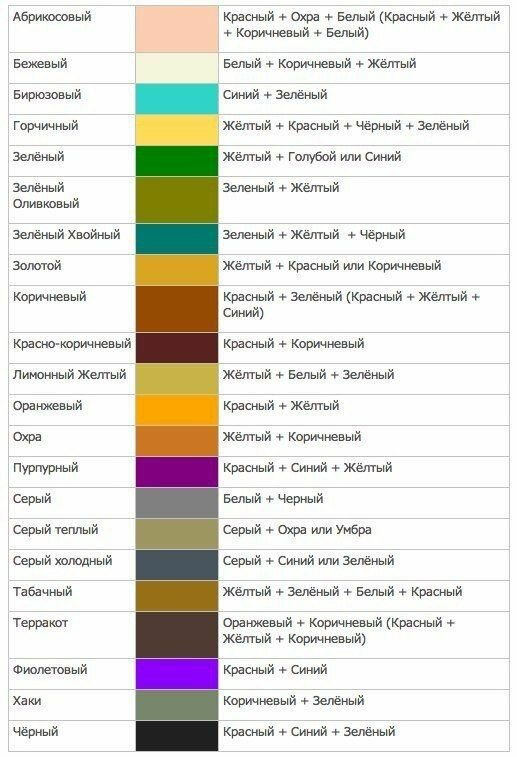 Абрикосовый
Красный + Охра + Белый (Красный + Жёлтый
+ Коричневый + Белый)
Бежевый
Белый + Коричневый + Жёлтый
Бирюзовый
Синий + Зелёный
Горчичный
Жёлтый + Красный + Чёрный + Зелёный
Зелёный
Жёлтый + Голубой или Синий
Зелёный
Оливковый
Зеленый + Жёлтый
Зелёный Хвойный
Зеленый + Жёлтый + Чёрный
Золотой
Жёлтый + Красный или Коричневый
Коричневый
Красный + Зелёный (Красный + Жёлтый +
Синий)
Красно-коричневый
Красный + Коричневый
Лимонный Желтый
Жёлтый + Белый + Зелёный
Оранжевый
Красный + Жёлтый
Охра
Жёлтый + Коричневый
Пурпурный
Красный + Синий + Жёлтый
Серый
Белый + Черный
Серый теплый
Серый + Охра или Умбра
Серый холодный
Серый + Синий или Зелёный
Табачный
Жёлтый + Зелёный + Белый + Красный
Терракот
Оранжевый + Коричневый (Красный +
Жёлтый + Коричневый)
Фиолетовый
Красный + Синий
Хаки
Коричневый + Зелёный
Чёрный
Красный + Синий + Зелёный